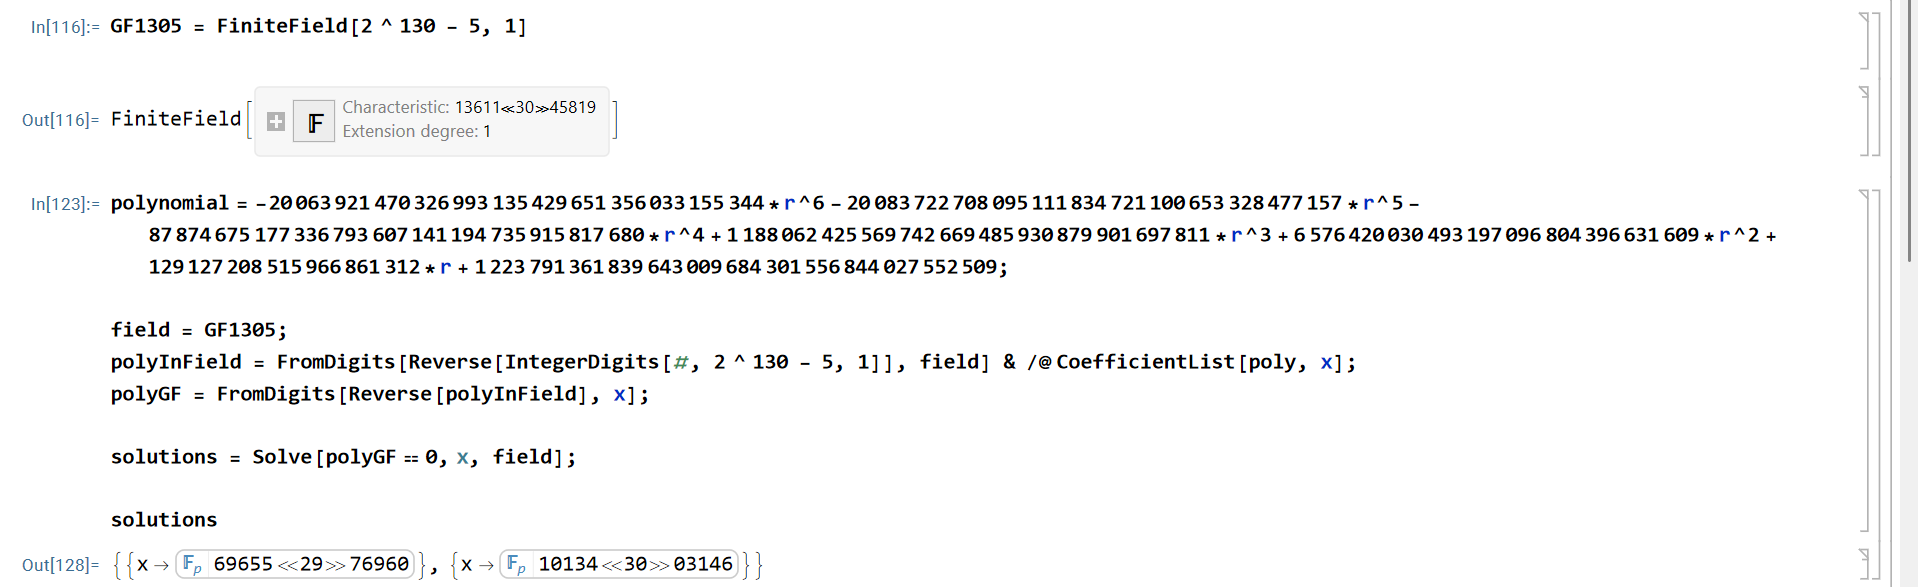 In[116]:= GF1305 = FiniteField[2 ^ 130 - 5, 1]
Characteristic: 13611≪30≫45819
Out[116]= FiniteField[ + 𝔽 ]
Extension degree: 1
In[123]:= polynomial = -20 063 921 470 326 993 135 429 651 356 033 155 344 * r^6 - 20 083 722 708 095 111 834 721 100 653 328 477 157 * r^5 -
87 874 675 177 336 793 607 141 194 735 915 817 680 * r^4 + 1 188 062 425 569 742 669 485 930 879 901 697 811 * r^3 + 6 576 420 030 493 197 096 804 396 631 609 * r^2 +
129 127 208 515 966 861 312 * r + 1 223 791 361 839 643 009 684 301 556 844 027 552 509;
field = GF1305;
polyInField = FromDigits[Reverse[IntegerDigits[#, 2 ^ 130 - 5, 1]], field] & /@ CoefficientList[poly, x];
polyGF = FromDigits[Reverse[polyInField], x];
solutions = Solve[polyGF == 0, x, field];
solutions
Out[128]= {{x → 𝔽p 69655≪29≫76960}, {x → 𝔽p 10134≪30≫03146}}